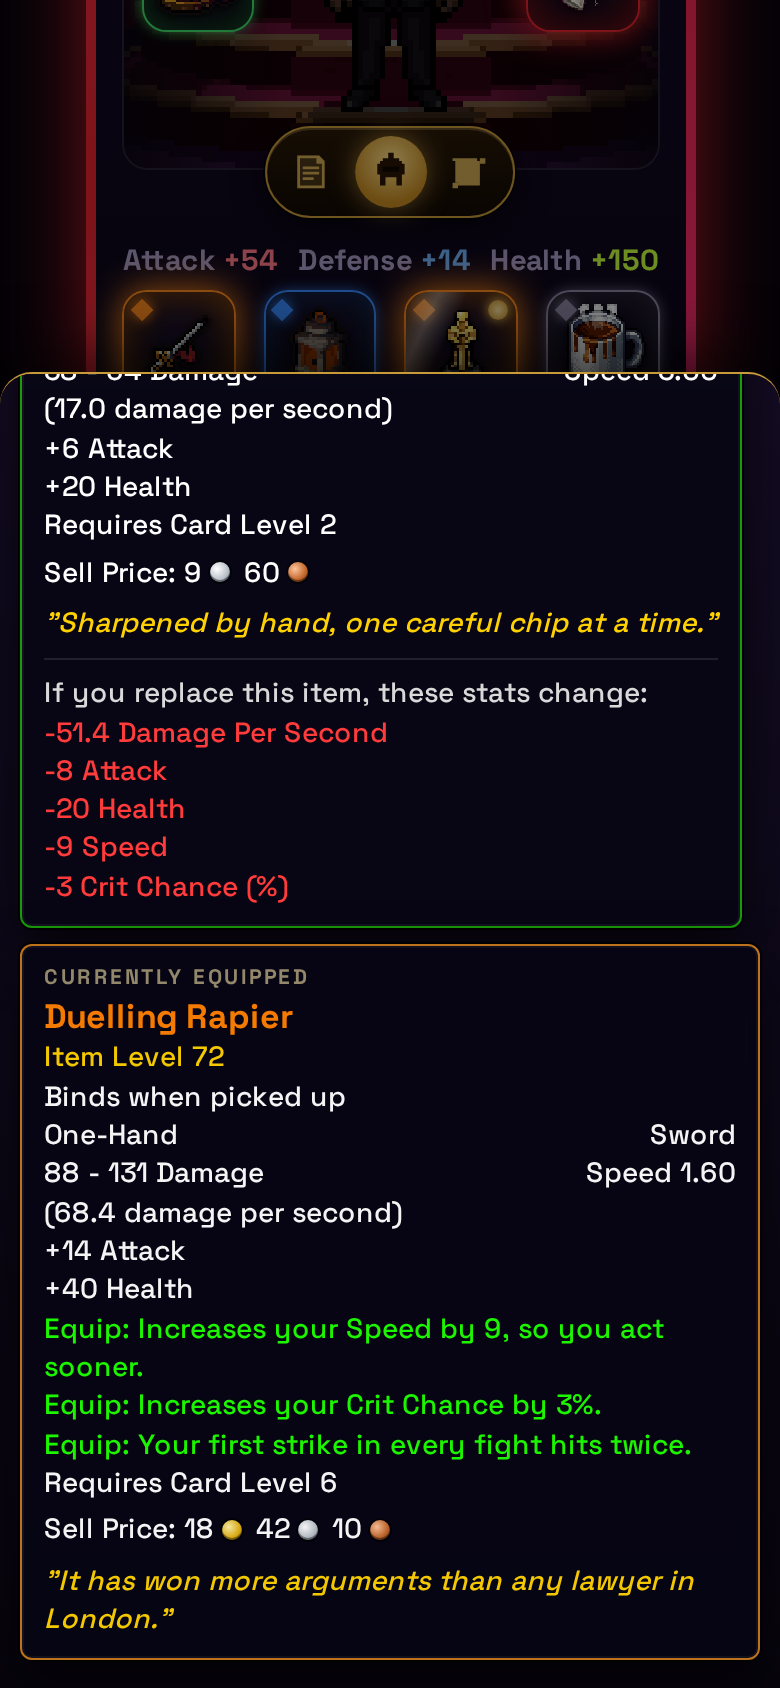 Attack +54 Defense +14 Health +150
Damage
(17.0 damage per second)
+6 Attack
+20 Health
Requires Card Level 2
Sell Price: 9 60
"Sharpened by hand, one careful chip at a time."
If you replace this item, these stats change:
-51.4 Damage Per Second
-8 Attack
-20 Health
-9 Speed
-3 Crit Chance (%)
CURRENTLY EQUIPPED
Duelling Rapier
Item Level 72
Binds when picked up
One-Hand Sword
88 - 131 Damage Speed 1.60
(68.4 damage per second)
+14 Attack
+40 Health
Equip: Increases your Speed by 9, so you act
sooner.
Equip: Increases your Crit Chance by 3%.
Equip: Your first strike in every fight hits twice.
Requires Card Level 6
Sell Price: 18 42 10
"It has won more arguments than any lawyer in
London."